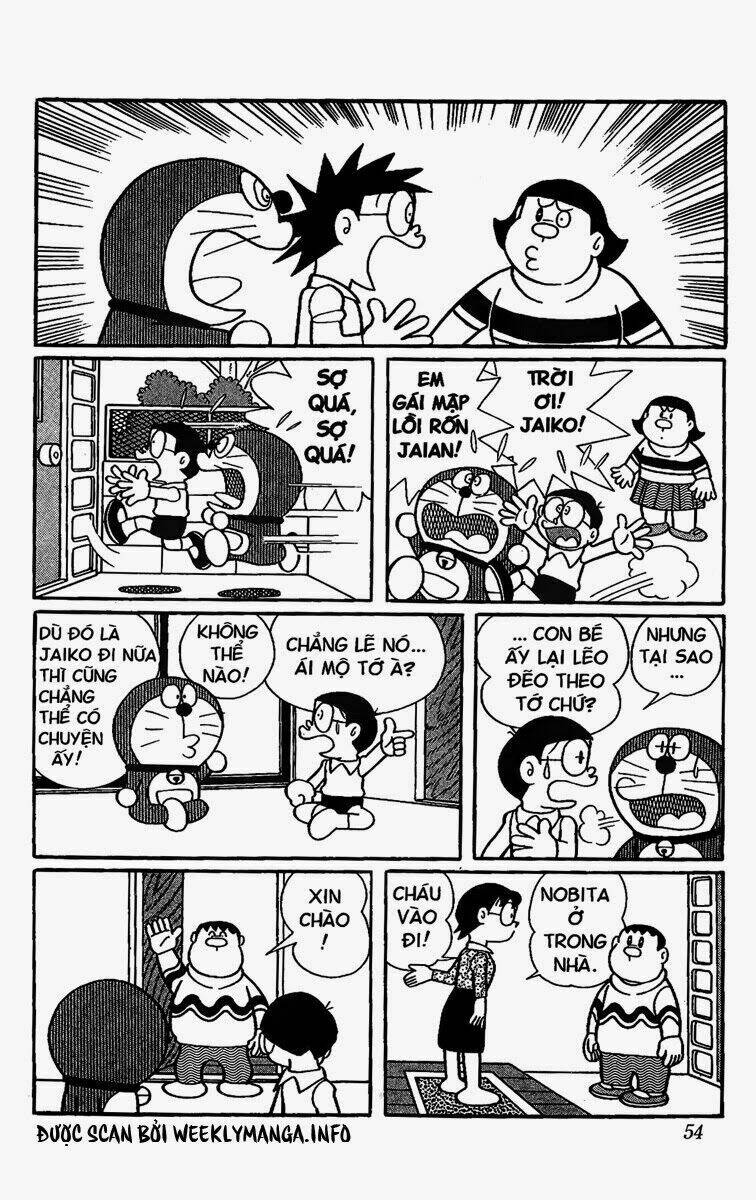 TRỜI
ƠI!
JAIKO!
EM
GÁI MẬP
LỒI RỐN
JAIAN!
SỢ
QUÁ,
SỢ
QUÁ!
NHƯNG
TẠI SAO
...
... CON BÉ
ẤY LẠI LẼO
ĐẼO THEO
TỚ CHỨ?
CHẲNG LẼ NÓ...
ÁI MỘ TỚ À?
KHÔNG
THỂ
NÀO!
DÙ ĐÓ LÀ
JAIKO ĐI NỮA
THÌ CŨNG
CHẲNG
THỂ CÓ
CHUYỆN
ẤY!
NOBITA
Ở
TRONG
NHÀ.
CHÁU
VÀO
ĐI!
XIN
CHÀO
!
ĐƯỢC SCAN BỞI WEEKLYMANGA.INFO
54